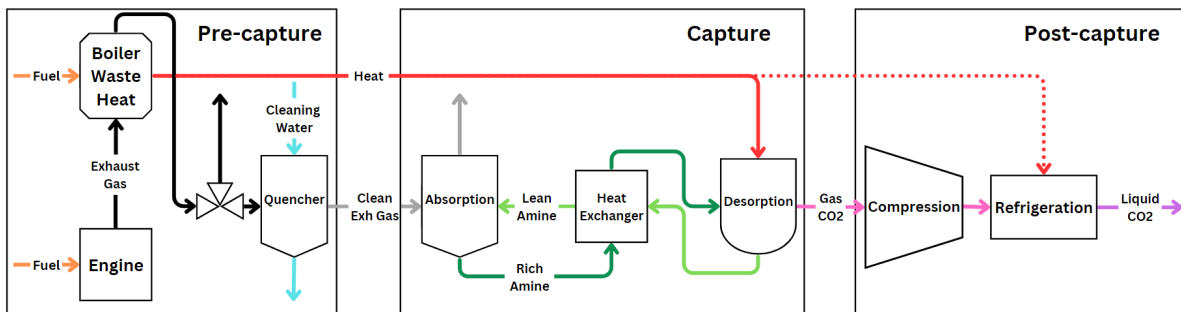 Pre-capture
Capture
Post-capture
Boiler
Waste
Heat
Fuel
Heat
Cleaning
Water
Exhaust
Gas
Quencher
Clean
Exh Gas
Absorption
Lean
Amine
Heat
Exchanger
Desorption
Gas
CO2
Compression
Refrigeration
Liquid
CO2
Fuel
Engine
Rich
Amine